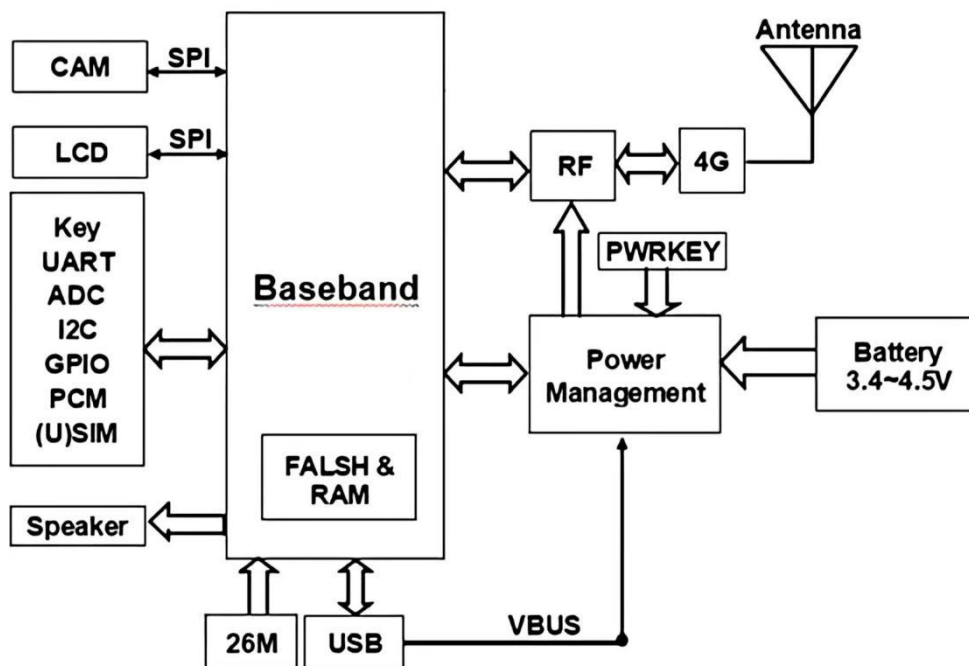 CAM
SPI
LCD
SPI
Key
UART
ADC
I2C
GPIO
PCM
(U)SIM
Speaker
Baseband
FALSH &
RAM
26M
USB
VBUS
RF
4G
Antenna
PWRKEY
Power
Management
Battery
3.4~4.5V